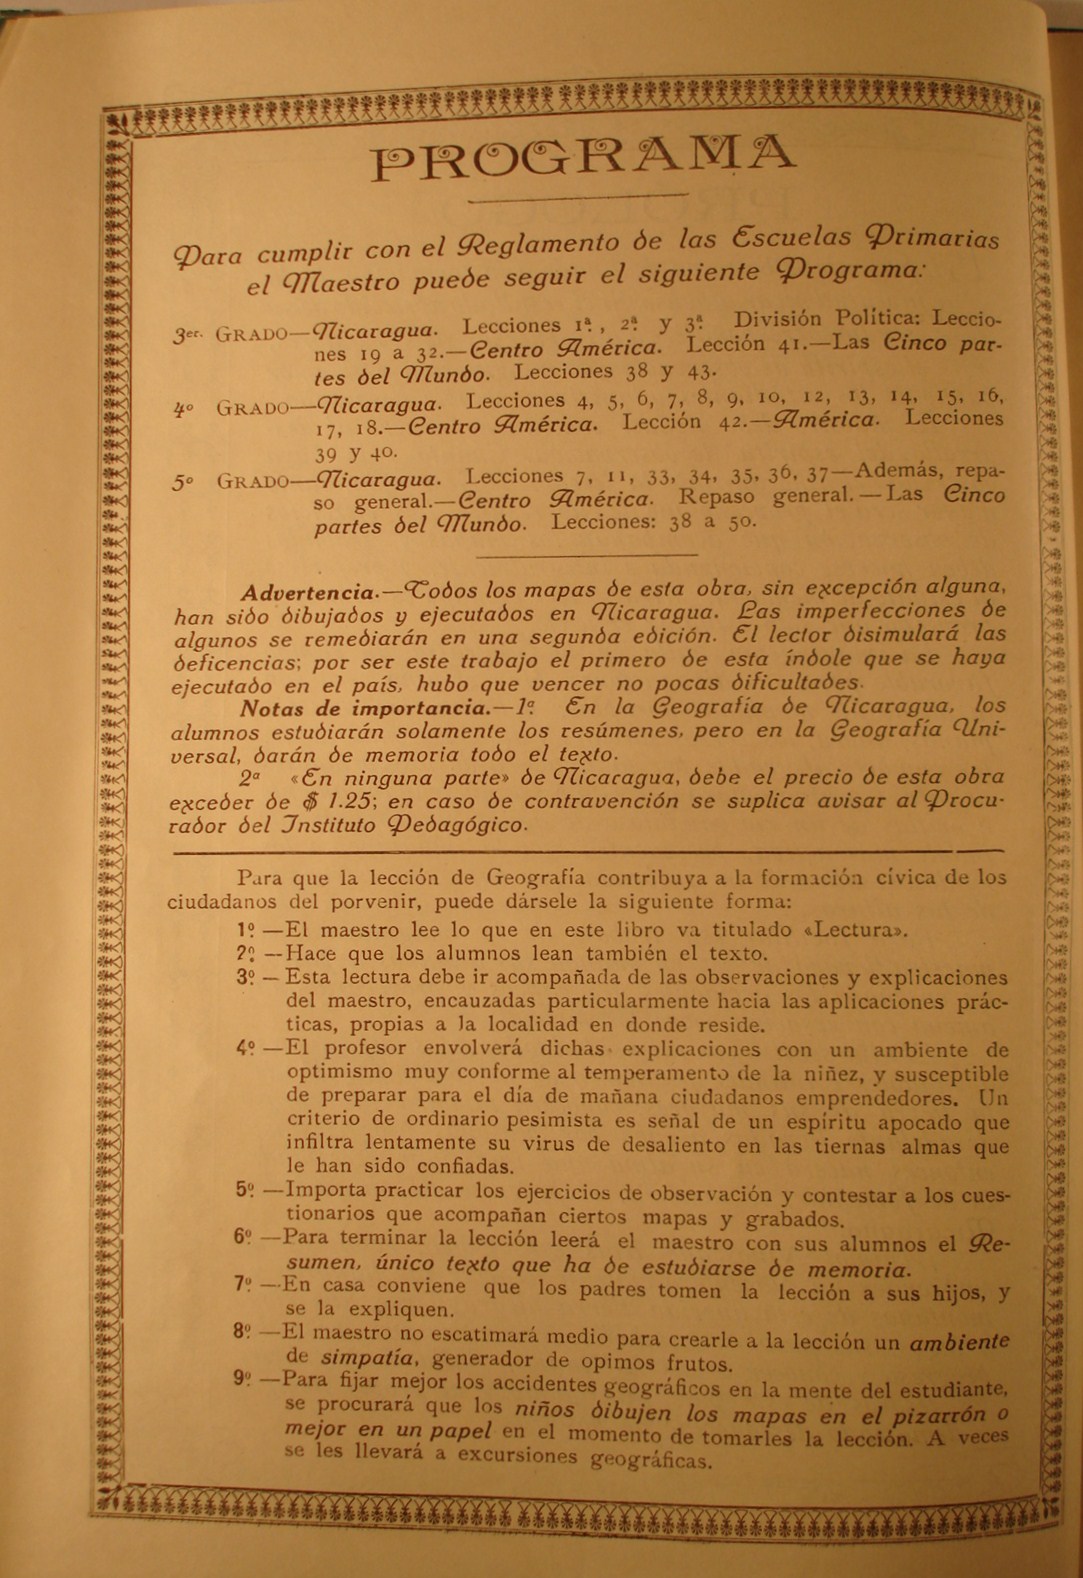 PROGRAMA
Para cumplir con el Reglamento de las Escuelas Primarias
el Maestro puede seguir el siguiente Programa:
3er. GRADO—Nicaragua. Lecciones 1ª, 2ª y 3ª División Política: Leccio-
nes 19 a 32.—Centro América. Lección 41.—Las Cinco par-
tes del Mundo. Lecciones 38 y 43.
4º GRADO—Nicaragua. Lecciones 4, 5, 6, 7, 8, 9, 10, 12, 13, 14, 15, 16,
17, 18.—Centro América. Lección 42.—América. Lecciones
39 y 40.
5º GRADO—Nicaragua. Lecciones 7, 11, 33, 34, 35, 36, 37—Además, repa-
so general.—Centro América. Repaso general.—Las Cinco
partes del Mundo. Lecciones: 38 a 50.
Advertencia.—Todos los mapas de esta obra, sin excepción alguna,
han sido dibujados y ejecutados en Nicaragua. Las imperfecciones de
algunos se remediarán en una segunda edición. El lector disimulará las
deficencias; por ser este trabajo el primero de esta índole que se haya
ejecutado en el país, hubo que vencer no pocas dificultades.
Notas de importancia.—1ª En la Geografía de Nicaragua, los
alumnos estudiarán solamente los resúmenes, pero en la Geografía Uni-
versal, darán de memoria todo el texto.
2ª «En ninguna parte» de Nicaragua, debe el precio de esta obra
exceder de $ 1.25; en caso de contravención se suplica avisar al Procu-
rador del Instituto Pedagógico.
Para que la lección de Geografía contribuya a la formación cívica de los
ciudadanos del porvenir, puede dársele la siguiente forma:
1º —El maestro lee lo que en este libro va titulado «Lectura».
2º —Hace que los alumnos lean también el texto.
3º — Esta lectura debe ir acompañada de las observaciones y explicaciones
del maestro, encauzadas particularmente hacia las aplicaciones prác-
ticas, propias a la localidad en donde reside.
4º —El profesor envolverá dichas explicaciones con un ambiente de
optimismo muy conforme al temperamento de la niñez, y susceptible
de preparar para el día de mañana ciudadanos emprendedores. Un
criterio de ordinario pesimista es señal de un espíritu apocado que
infiltra lentamente su virus de desaliento en las tiernas almas que
le han sido confiadas.
5º —Importa practicar los ejercicios de observación y contestar a los cues-
tionarios que acompañan ciertos mapas y grabados.
6º —Para terminar la lección leerá el maestro con sus alumnos el Re-
sumen, único texto que ha de estudiarse de memoria.
7º —En casa conviene que los padres tomen la lección a sus hijos, y
se la expliquen.
8º —El maestro no escatimará medio para crearle a la lección un ambiente
de simpatía, generador de opimos frutos.
9º —Para fijar mejor los accidentes geográficos en la mente del estudiante,
se procurará que los niños dibujen los mapas en el pizarrón o
mejor en un papel en el momento de tomarles la lección. A veces
se les llevará a excursiones geográficas.